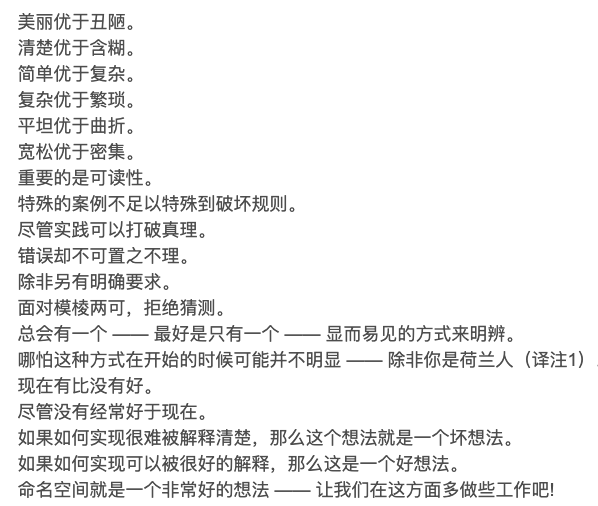 美丽优于丑陋。
清楚优于含糊。
简单优于复杂。
复杂优于繁琐。
平坦优于曲折。
宽松优于密集。
重要的是可读性。
特殊的案例不足以特殊到破坏规则。
尽管实践可以打破真理。
错误却不可置之不理。
除非另有明确要求。
面对模棱两可，拒绝猜测。
总会有一个 —— 最好是只有一个 —— 显而易见的方式来明辨。
哪怕这种方式在开始的时候可能并不明显 —— 除非你是荷兰人（译注1）
现在有比没有好。
尽管没有经常好于现在。
如果如何实现很难被解释清楚，那么这个想法就是一个坏想法。
如果如何实现可以被很好的解释，那么这是一个好想法。
命名空间就是一个非常好的想法 —— 让我们在这方面多做些工作吧!